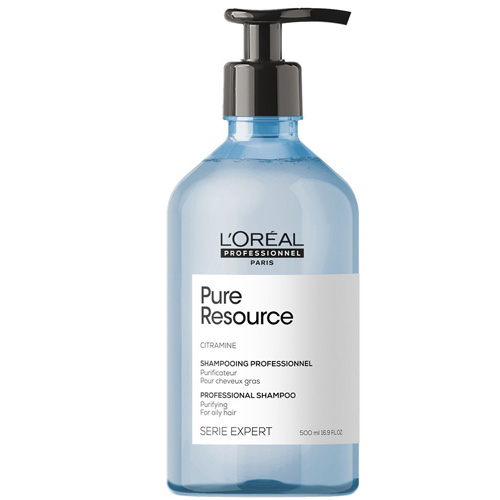 L'ORÉAL
PROFESSIONNEL
PARIS
Pure
Resource
CITRAMINE
SHAMPOOING PROFESSIONNEL
Purificateur
Pour cheveux gras
PROFESSIONAL SHAMPOO
Purifying
For oily hair
SERIE EXPERT 500 ml 16.9 FL.OZ.